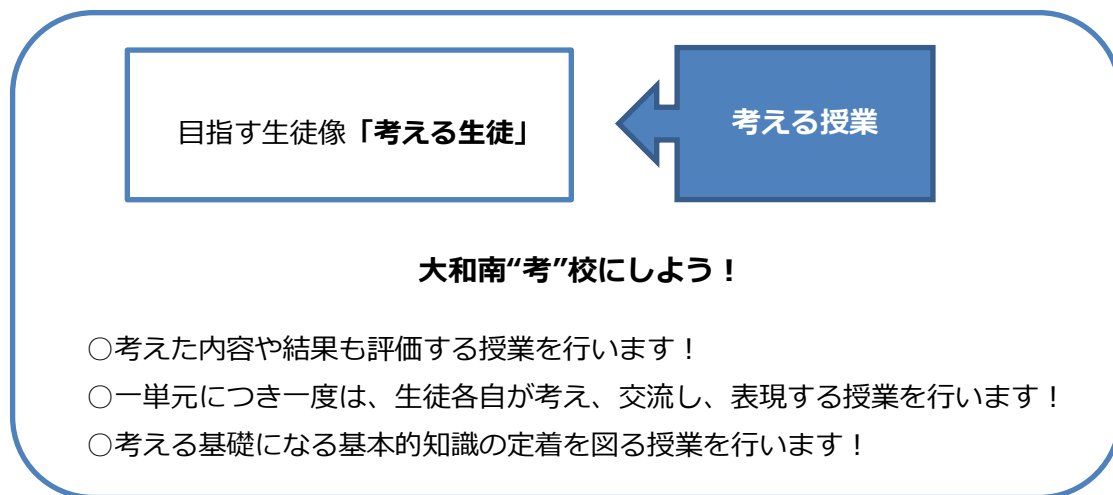 目指す生徒像「考える生徒」
考える授業
大和南“考”校にしよう！
○考えた内容や結果も評価する授業を行います！
○一単元につき一度は、生徒各自が考え、交流し、表現する授業を行います！
○考える基礎になる基本的知識の定着を図る授業を行います！